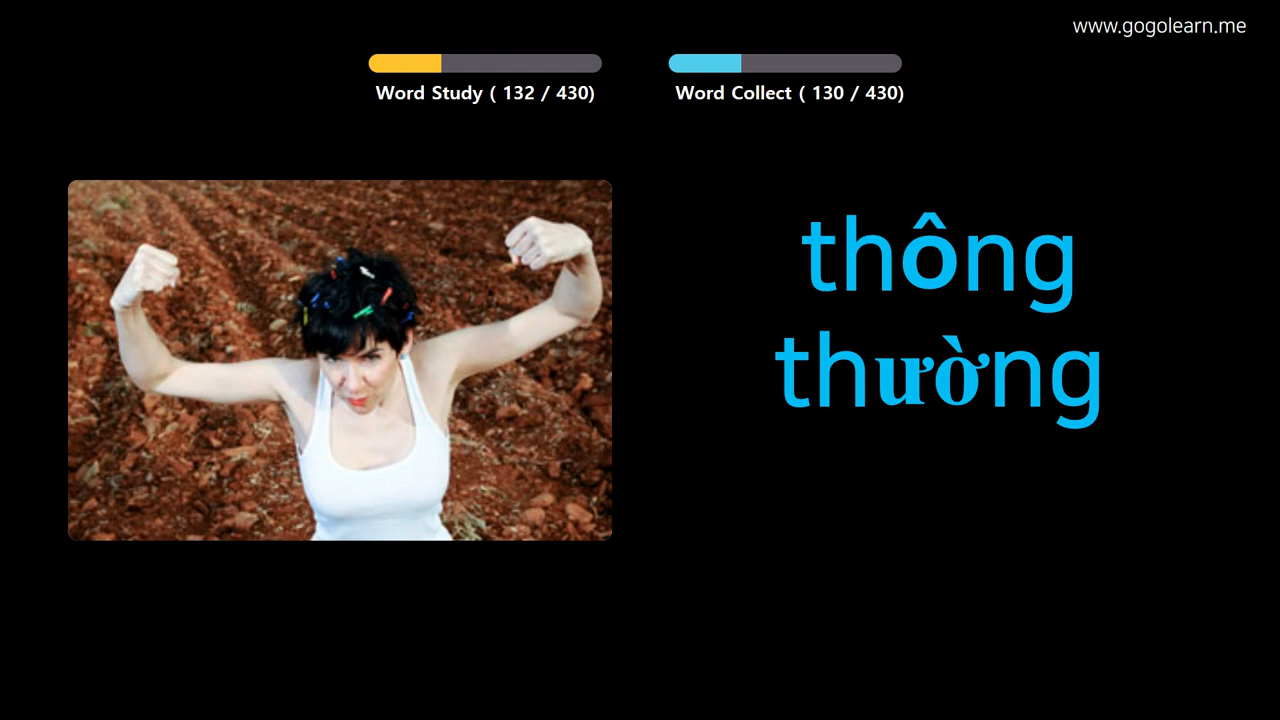 www.gogolearn.me
Word Study ( 132 / 430)
Word Collect ( 130 / 430)
thông
thường